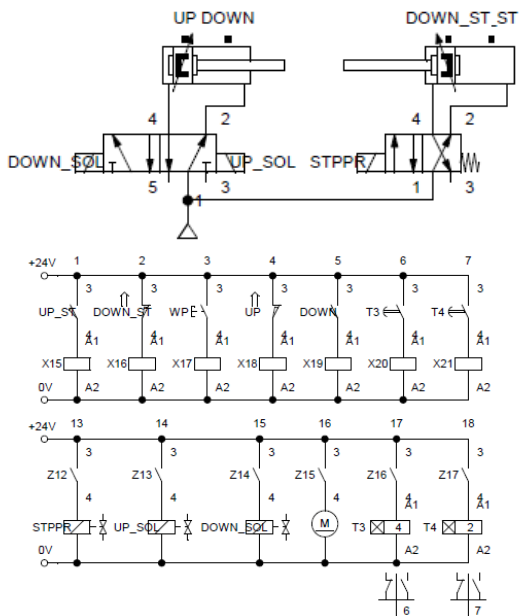 UP DOWN DOWN_ST_ST
4 2 4 2
DOWN_SOL UP_SOL STPPR
5 3 1 3
1
+24V 1 2 3 4 5 6 7
3 3 3 3 3 3 3
UP_ST DOWN_ST WP UP DOWN T3 T4
4 4 4 4 4 4 4
A1 A1 A1 A1 A1 A1 A1
X15 X16 X17 X18 X19 X20 X21
0V A2 A2 A2 A2 A2 A2 A2
+24V 13 14 15 16 17 18
3 3 3 3 3 3
Z12 Z13 Z14 Z15 Z16 Z17
4 4 4 4 4 4
A1 A1
STPPR UP_SOL DOWN_SOL M T3 4 T4 2
0V A2 A2
6 7